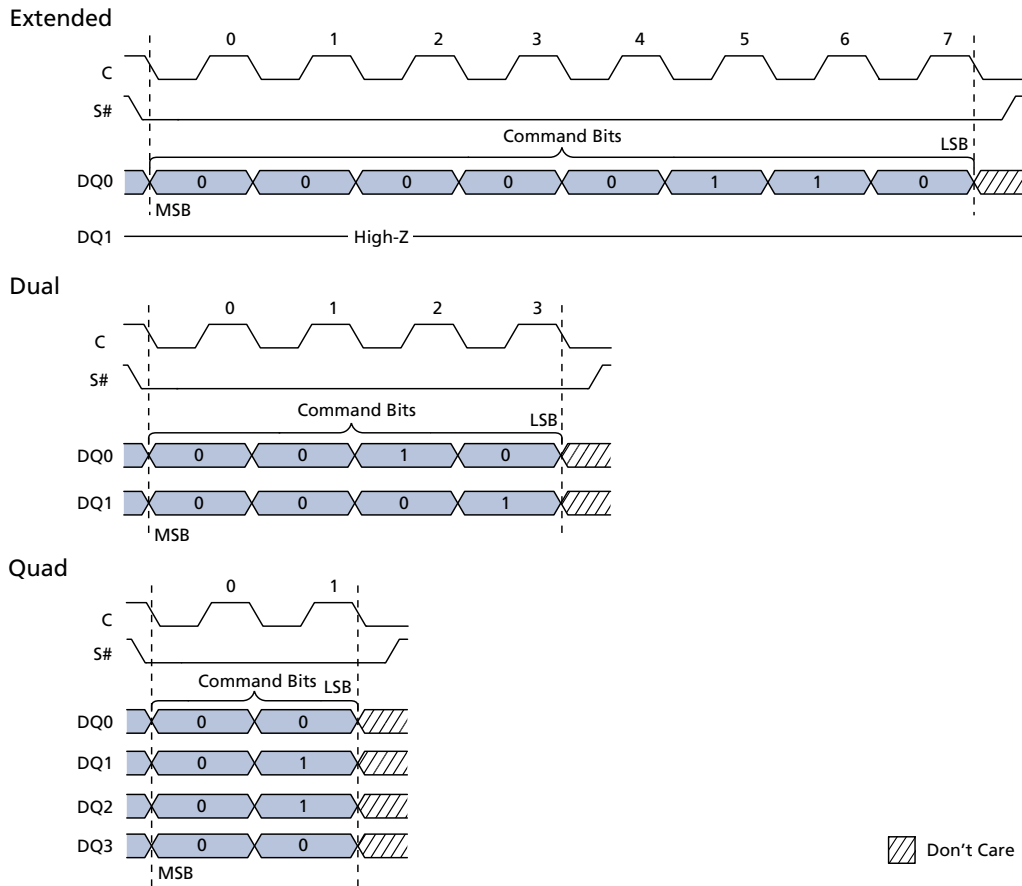 Extended
0 1 2 3 4 5 6 7
C
S#
Command Bits LSB
DQ0 0 0 0 0 0 1 1 0
MSB
DQ1 High-Z
Dual
0 1 2 3
C
S#
Command Bits LSB
DQ0 0 0 1 0
DQ1 0 0 0 1
MSB
Quad
0 1
C
S#
Command Bits LSB
DQ0 0 0
DQ1 0 1
DQ2 0 1
DQ3 0 0
MSB
Don't Care